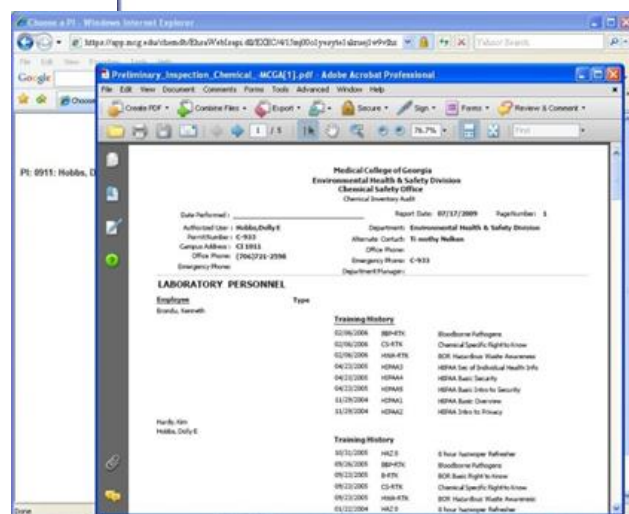 Choose a PI - Windows Internet Explorer
Google
PI: 0911: Hobbs, D
Done
Preliminary_Inspection_Chemical_-MCGA[1].pdf - Adobe Acrobat Professional
File Edit View Document Comments Forms Tools Advanced Window Help
Create PDF Combine Files Export Secure Sign Forms Review & Comment
1 / 5 76.7% Find
Medical College of Georgia
Environmental Health & Safety Division
Chemical Safety Office
Chemical Inventory Audit
Date Performed : Report Date: 07/17/2009 PageNumber: 1
Authorized User : Hobbs,Dolly E Department: Environmental Health & Safety Division
PermitNumber : C-933 Alternate Contact:
Campus Address : CI 1011 Office Phone:
Office Phone: (706)721-2598 Emergency Phone: C-933
Emergency Phone: Department Manager:
LABORATORY PERSONNEL
Employee Type
Kenneth
Training History
02/06/2006 BBP-RTK Bloodborne Pathogens
02/06/2006 CS-RTK Chemical Specific Right to Know
02/06/2006 HWA-RTK BOR Hazardous Waste Awareness
04/23/2005 HIPAA3 HIPAA Sec of Individual Health Info
04/23/2005 HIPAA4 HIPAA Basic Security
04/23/2005 HIPAA5 HIPAA Basic Intro to Security
11/29/2004 HIPAA1 HIPAA Basic Overview
11/29/2004 HIPAA2 HIPAA Intro to Privacy
Hardy, Kim
Hobbs, Dolly E
Training History
10/31/2005 HAZ 8 8 hour hazwoper Refresher
09/26/2005 BBP-RTK Bloodborne Pathogens
09/23/2005 B-RTK BOR Basic Right to Know
09/23/2005 CS-RTK Chemical Specific Right to Know
09/23/2005 HWA-RTK BOR Hazardous Waste Awareness
01/22/2004 HAZ 8 8 hour hazwoper Refresher